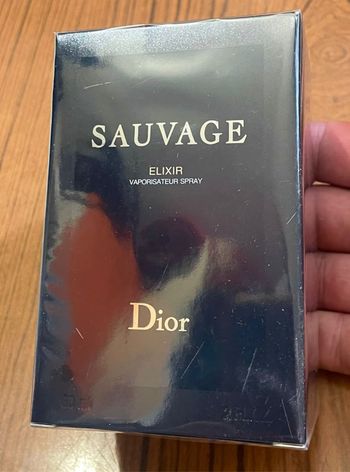 SAUVAGE
ELIXIR
VAPORISATEUR SPRAY
Dior